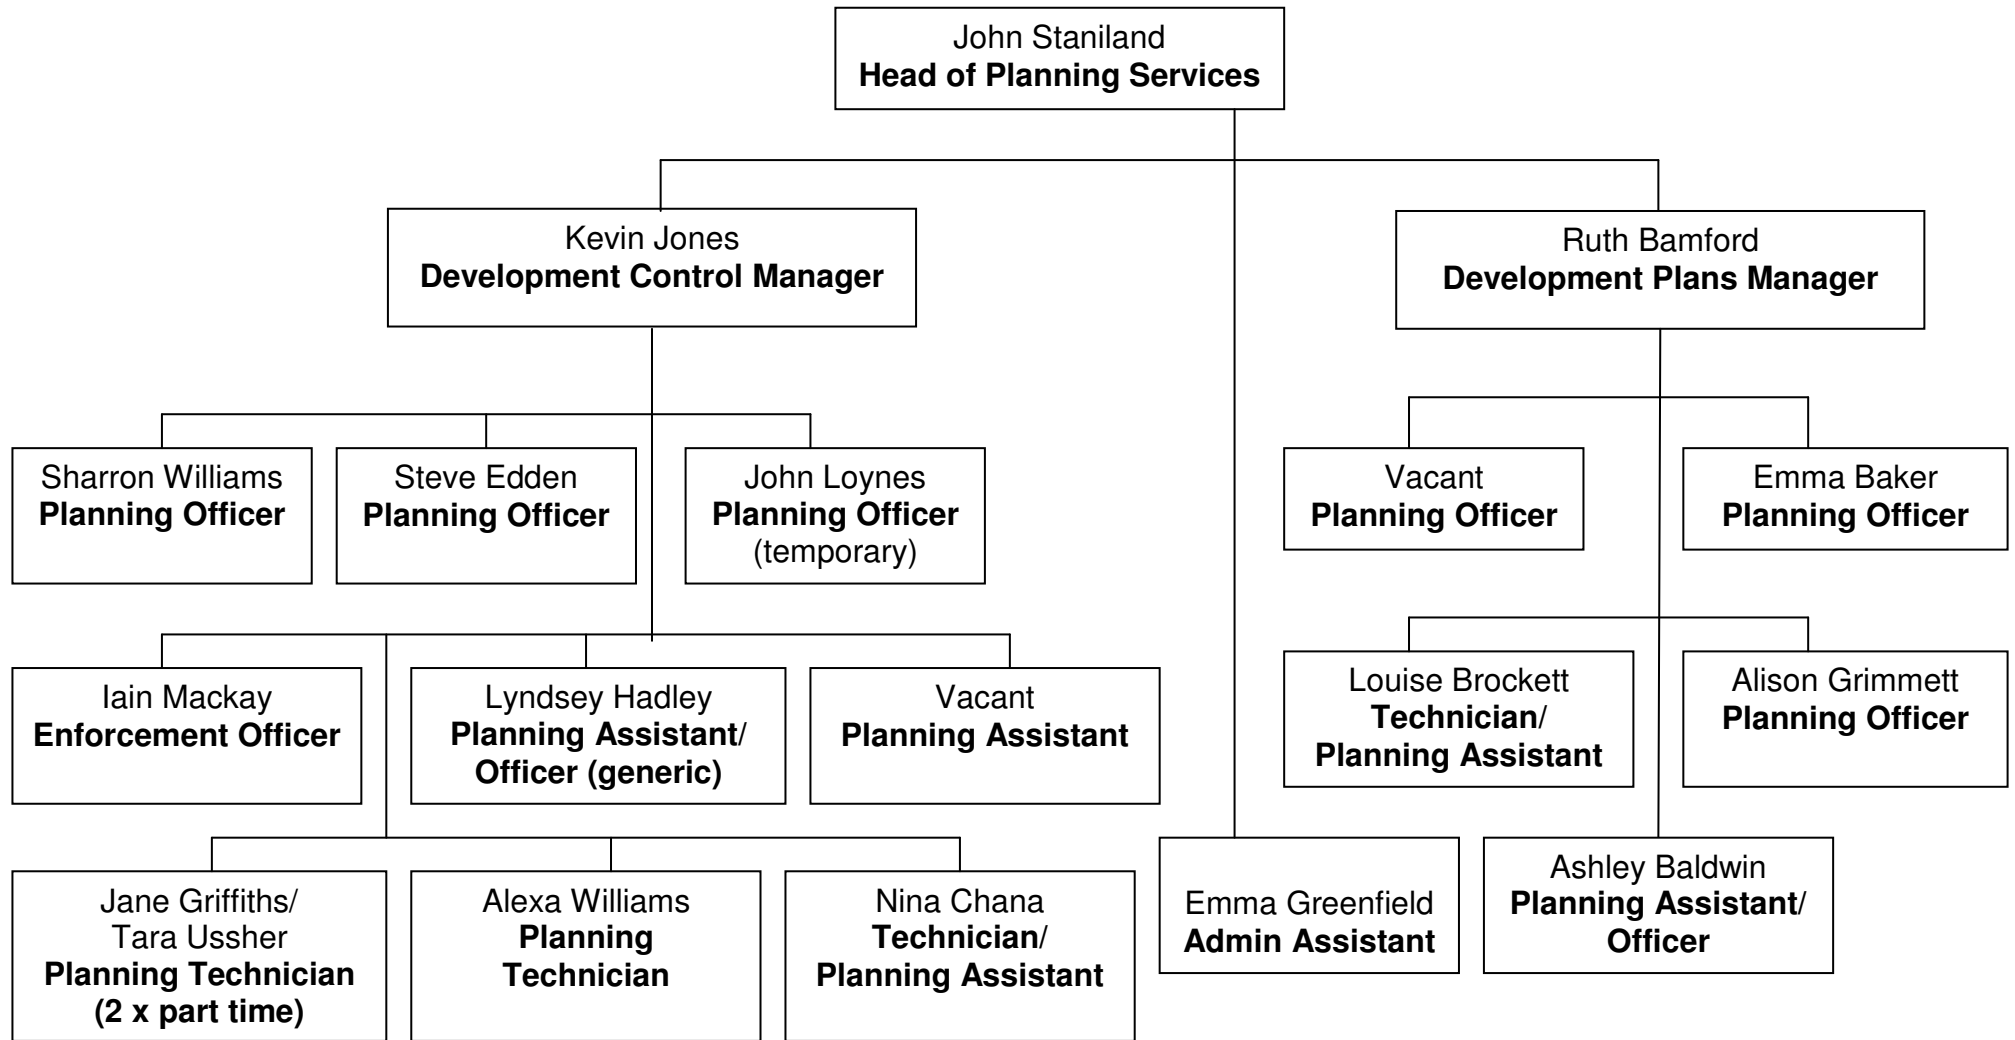 John Staniland
Head of Planning Services
Kevin Jones
Development Control Manager
Ruth Bamford
Development Plans Manager
Sharron Williams
Planning Officer
Steve Edden
Planning Officer
John Loynes
Planning Officer
(temporary)
Vacant
Planning Officer
Emma Baker
Planning Officer
Iain Mackay
Enforcement Officer
Lyndsey Hadley
Planning Assistant/
Officer (generic)
Vacant
Planning Assistant
Louise Brockett
Technician/
Planning Assistant
Alison Grimmett
Planning Officer
Jane Griffiths/
Tara Ussher
Planning Technician
(2 x part time)
Alexa Williams
Planning
Technician
Nina Chana
Technician/
Planning Assistant
Emma Greenfield
Admin Assistant
Ashley Baldwin
Planning Assistant/
Officer